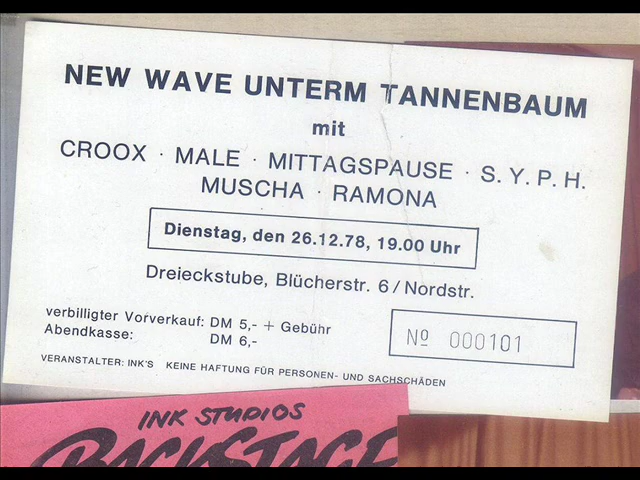 NEW WAVE UNTERM TANNENBAUM
mit
CROOX · MALE · MITTAGSPAUSE · S.Y.P.H.
MUSCHA · RAMONA
Dienstag, den 26.12.78, 19.00 Uhr
Dreieckstube, Blücherstr. 6/Nordstr.
verbilligter Vorverkauf: DM 5,- + Gebühr
Abendkasse: DM 6,-
Nº 000101
VERANSTALTER: INK'S KEINE HAFTUNG FÜR PERSONEN- UND SACHSCHÄDEN
INK STUDIOS
BACKSTAGE